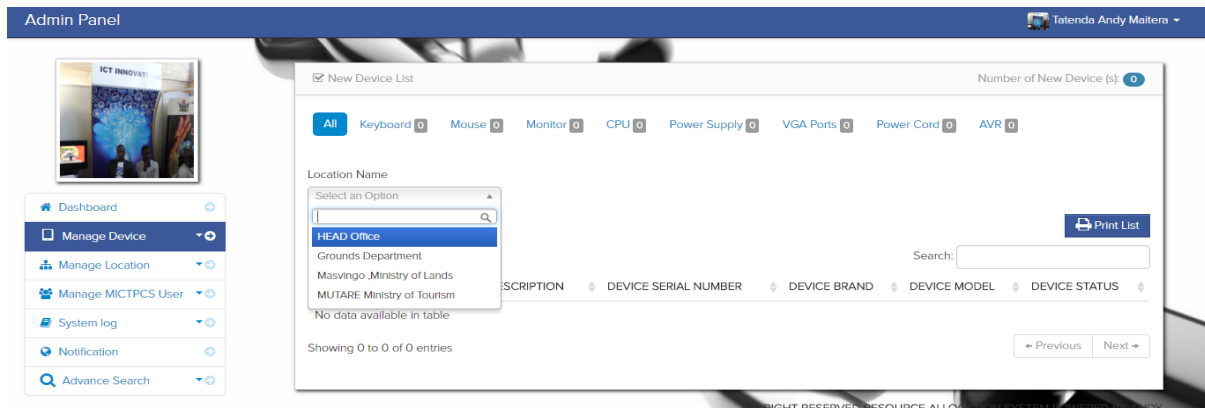 Admin Panel
Tatenda Andy Maitera
ICT INNOVATI
Dashboard
Manage Device
Manage Location
Manage MICTPCS User
System log
Notification
Advance Search
New Device List
Number of New Device (s): 0
All Keyboard 0 Mouse 0 Monitor 0 CPU 0 Power Supply 0 VGA Ports 0 Power Cord 0 AVR 0
Location Name
Select an Option
HEAD Office
Grounds Department
Masvingo ,Ministry of Lands
MUTARE Ministry of Tourism
Print List
Search:
ESCRIPTION DEVICE SERIAL NUMBER DEVICE BRAND DEVICE MODEL DEVICE STATUS
No data available in table
Showing 0 to 0 of 0 entries
Previous Next